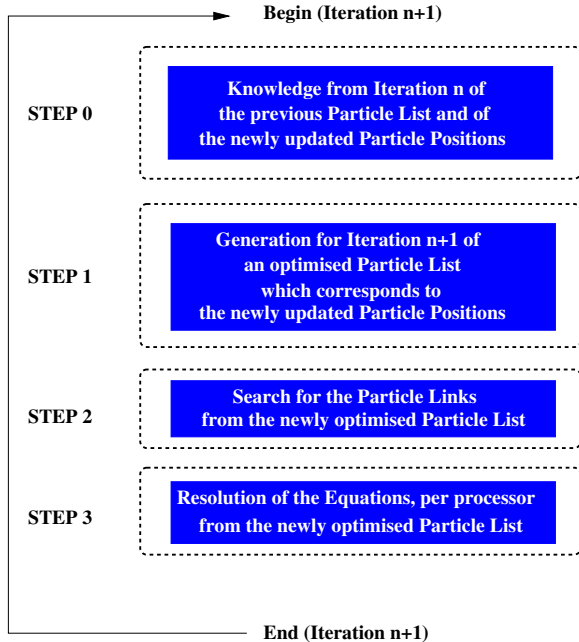 Begin (Iteration n+1)
STEP 0
Knowledge from Iteration n of
the previous Particle List and of
the newly updated Particle Positions
STEP 1
Generation for Iteration n+1 of
an optimised Particle List
which corresponds to
the newly updated Particle Positions
STEP 2
Search for the Particle Links
from the newly optimised Particle List
STEP 3
Resolution of the Equations, per processor
from the newly optimised Particle List
End (Iteration n+1)